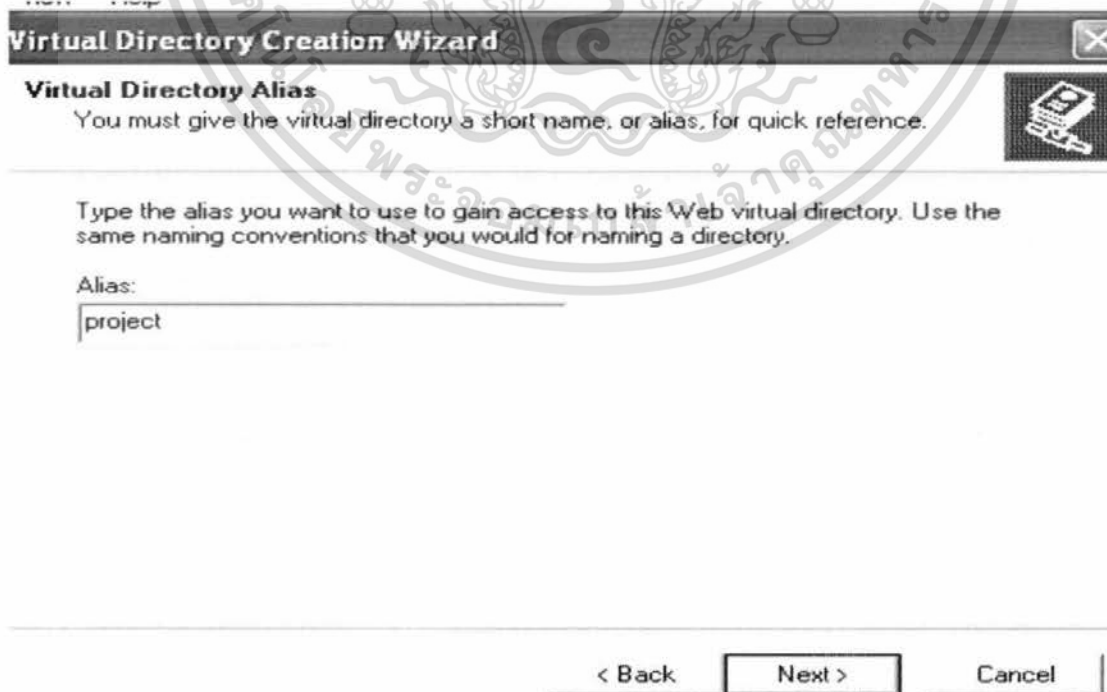 Virtual Directory Creation Wizard
Virtual Directory Alias
You must give the virtual directory a short name, or alias, for quick reference.
Type the alias you want to use to gain access to this Web virtual directory. Use the
same naming conventions that you would for naming a directory.
Alias:
project
< Back Next > Cancel